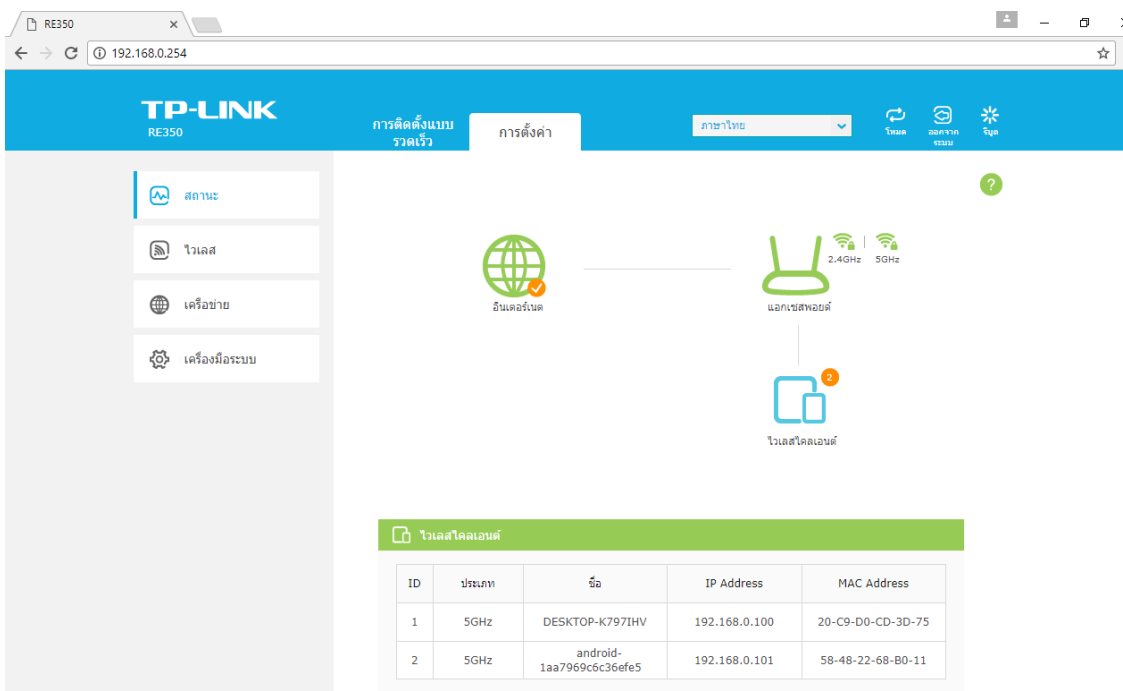 RE350
192.168.0.254
TP-LINK
RE350
การติดตั้งแบบ
รวดเร็ว
การตั้งค่า
ภาษาไทย
โหมด
ออกจาก
ระบบ
รีบูต
สถานะ
ไวเลส
เครือข่าย
เครื่องมือระบบ
?
2.4GHz
5GHz
อินเตอร์เนต
แอกเซสพอยต์
2
ไวเลสไคลเอนต์
ไวเลสไคลเอนต์
ID ประเภท ชื่อ IP Address MAC Address
1 5GHz DESKTOP-K797IHV 192.168.0.100 20-C9-D0-CD-3D-75
2 5GHz android-
1aa7969c6c36efe5 192.168.0.101 58-48-22-68-B0-11